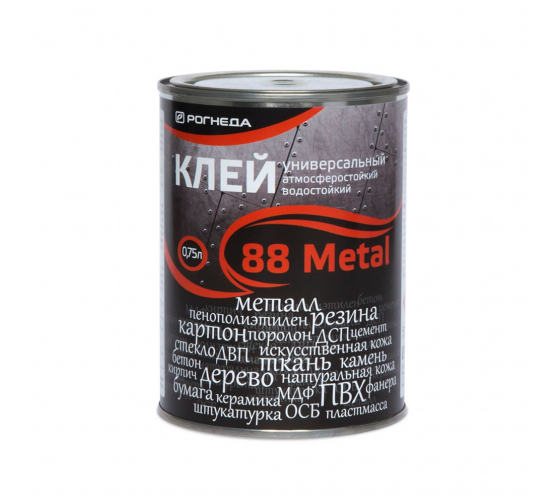 РОГНЕДА
КЛЕЙ
универсальный
атмосферостойкий
водостойкий
0,75л
88 Metal
металл
пенополиэтилен резина
картон поролон ДСП цемент
стекло ДВП искусственная кожа
бетон ткань камень
кирпич дерево натуральная кожа
бумага керамика МДФ ПВХ фанера
штукатурка ОСБ пластмасса